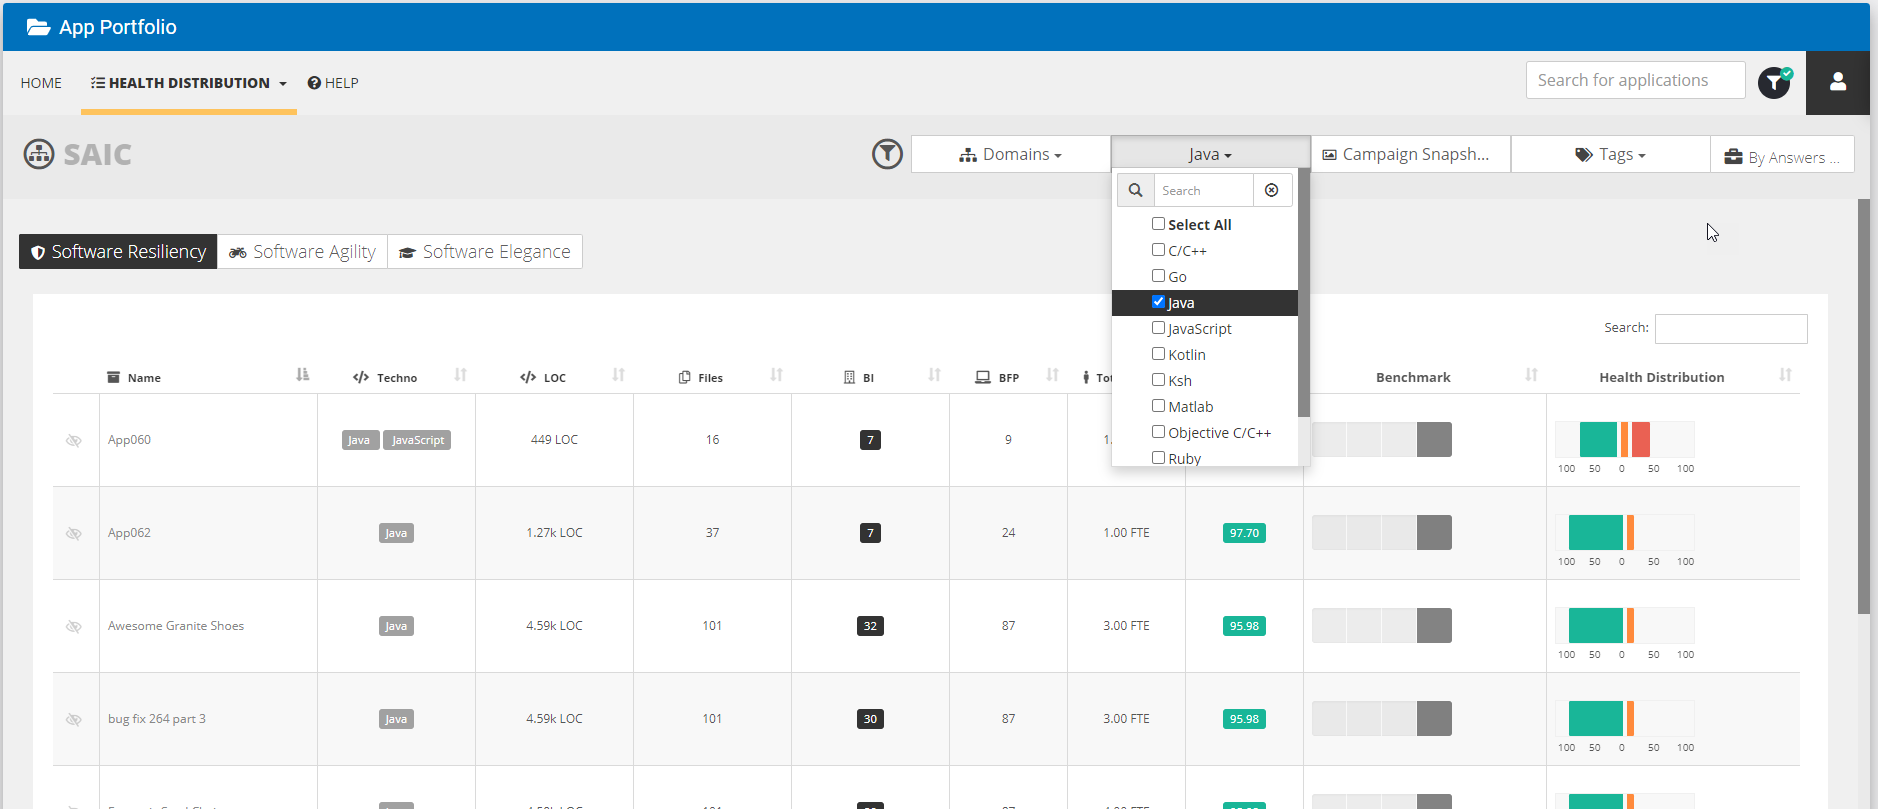 App Portfolio
HOME HEALTH DISTRIBUTION HELP Search for applications
SAIC Domains Java Campaign Snapsh... Tags By Answers ...
Search
Select All
C/C++
Go
Java
JavaScript
Kotlin
Ksh
Matlab
Objective C/C++
Ruby
Software Resiliency Software Agility Software Elegance
Search:
Name Techno LOC Files BI BFP Benchmark Health Distribution
App060 Java JavaScript 449 LOC 16 7 9
100 50 0 50 100
App062 Java 1.27k LOC 37 7 24 1.00 FTE 97.70
100 50 0 50 100
Awesome Granite Shoes Java 4.59k LOC 101 32 87 3.00 FTE 95.98
100 50 0 50 100
bug fix 264 part 3 Java 4.59k LOC 101 30 87 3.00 FTE 95.98
100 50 0 50 100